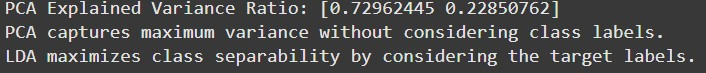 PCA Explained Variance Ratio: [0.72962445 0.22850762]
PCA captures maximum variance without considering class labels.
LDA maximizes class separability by considering the target labels.